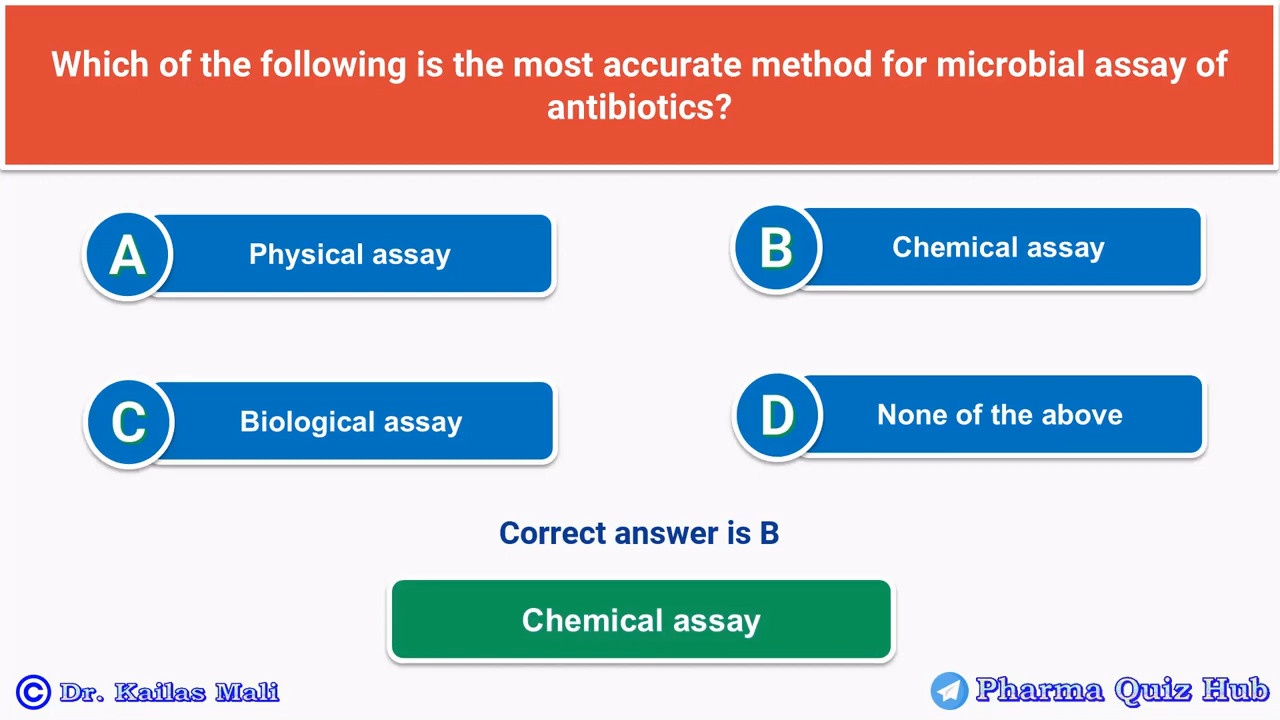 Which of the following is the most accurate method for microbial assay of
antibiotics?
A
Physical assay
B
Chemical assay
C
Biological assay
D
None of the above
Correct answer is B
Chemical assay
© Dr. Kailas Mali
Pharma Quiz Hub